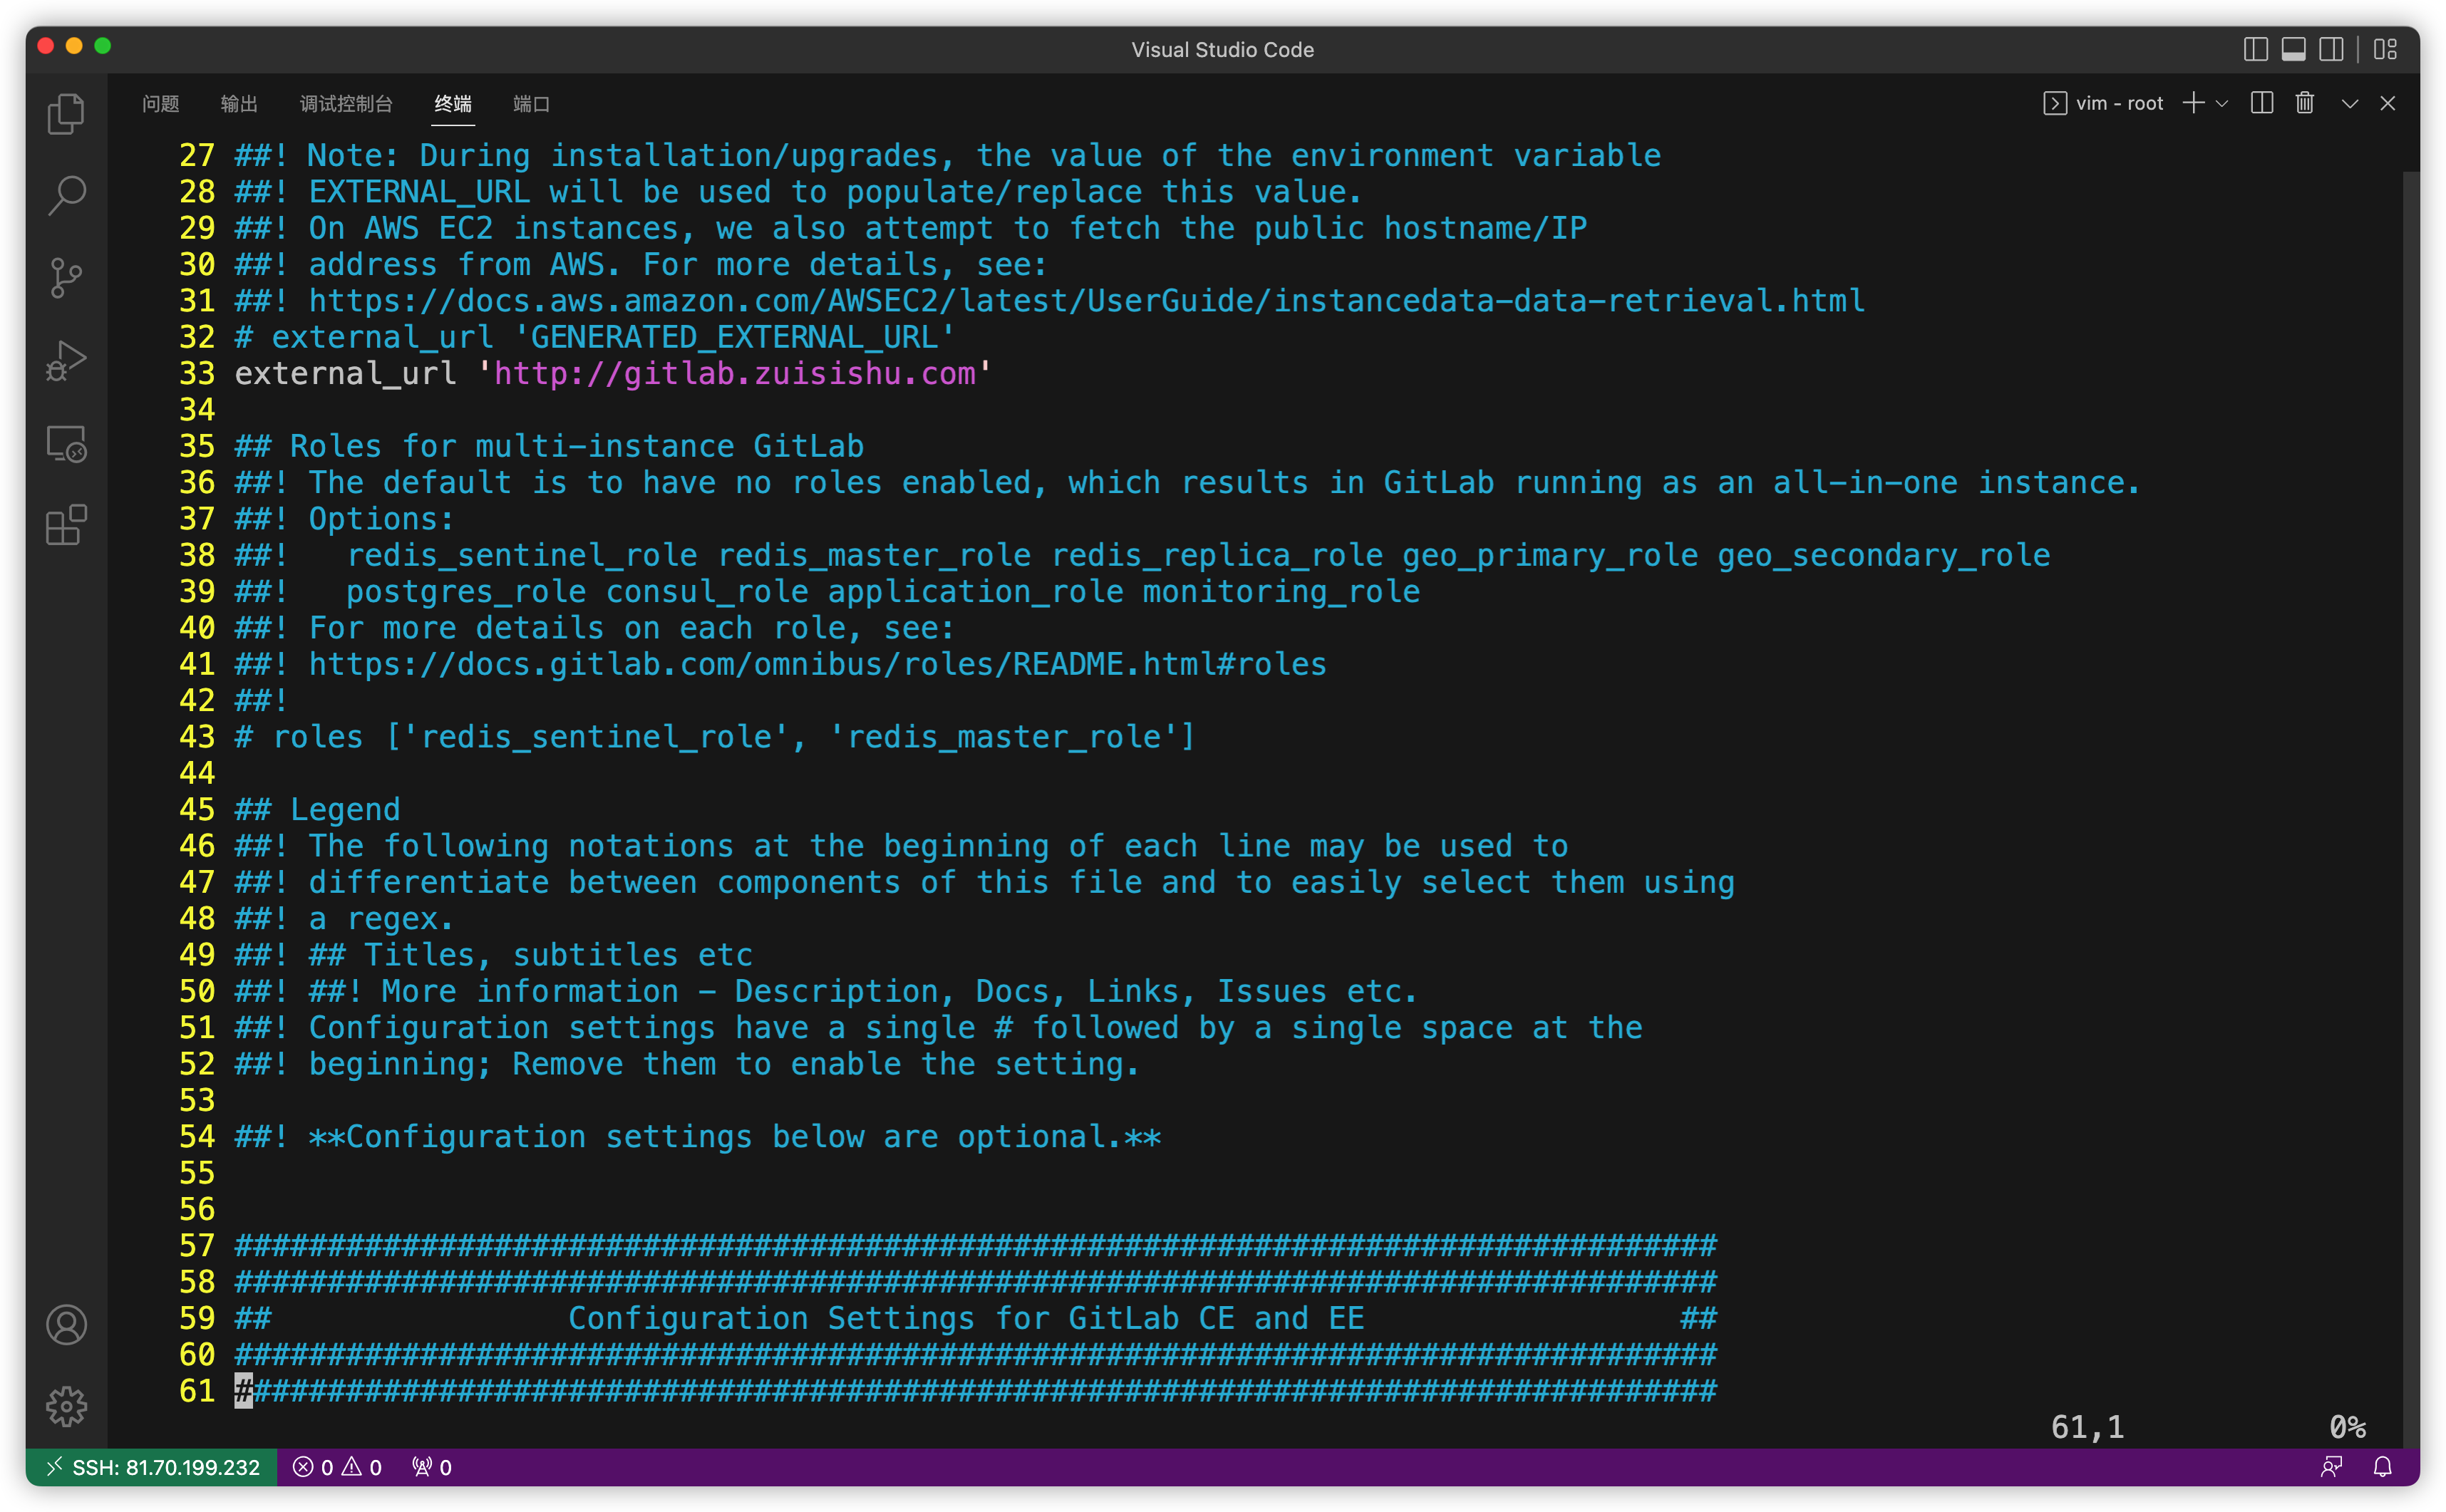 Visual Studio Code
问题 输出 调试控制台 终端 端口 vim - root
27 ##! Note: During installation/upgrades, the value of the environment variable
28 ##! EXTERNAL_URL will be used to populate/replace this value.
29 ##! On AWS EC2 instances, we also attempt to fetch the public hostname/IP
30 ##! address from AWS. For more details, see:
31 ##! https://docs.aws.amazon.com/AWSEC2/latest/UserGuide/instancedata-data-retrieval.html
32 # external_url 'GENERATED_EXTERNAL_URL'
33 external_url 'http://gitlab.zuisishu.com'
34
35 ## Roles for multi-instance GitLab
36 ##! The default is to have no roles enabled, which results in GitLab running as an all-in-one instance.
37 ##! Options:
38 ##!   redis_sentinel_role redis_master_role redis_replica_role geo_primary_role geo_secondary_role
39 ##!   postgres_role consul_role application_role monitoring_role
40 ##! For more details on each role, see:
41 ##! https://docs.gitlab.com/omnibus/roles/README.html#roles
42 ##!
43 # roles ['redis_sentinel_role', 'redis_master_role']
44
45 ## Legend
46 ##! The following notations at the beginning of each line may be used to
47 ##! differentiate between components of this file and to easily select them using
48 ##! a regex.
49 ##! ## Titles, subtitles etc
50 ##! ##! More information - Description, Docs, Links, Issues etc.
51 ##! Configuration settings have a single # followed by a single space at the
52 ##! beginning; Remove them to enable the setting.
53
54 ##! **Configuration settings below are optional.**
55
56
57 ################################################################################
58 ################################################################################
59 ##                Configuration Settings for GitLab CE and EE                 ##
60 ################################################################################
61 ################################################################################
61,1 0%
SSH: 81.70.199.232 0 0 0